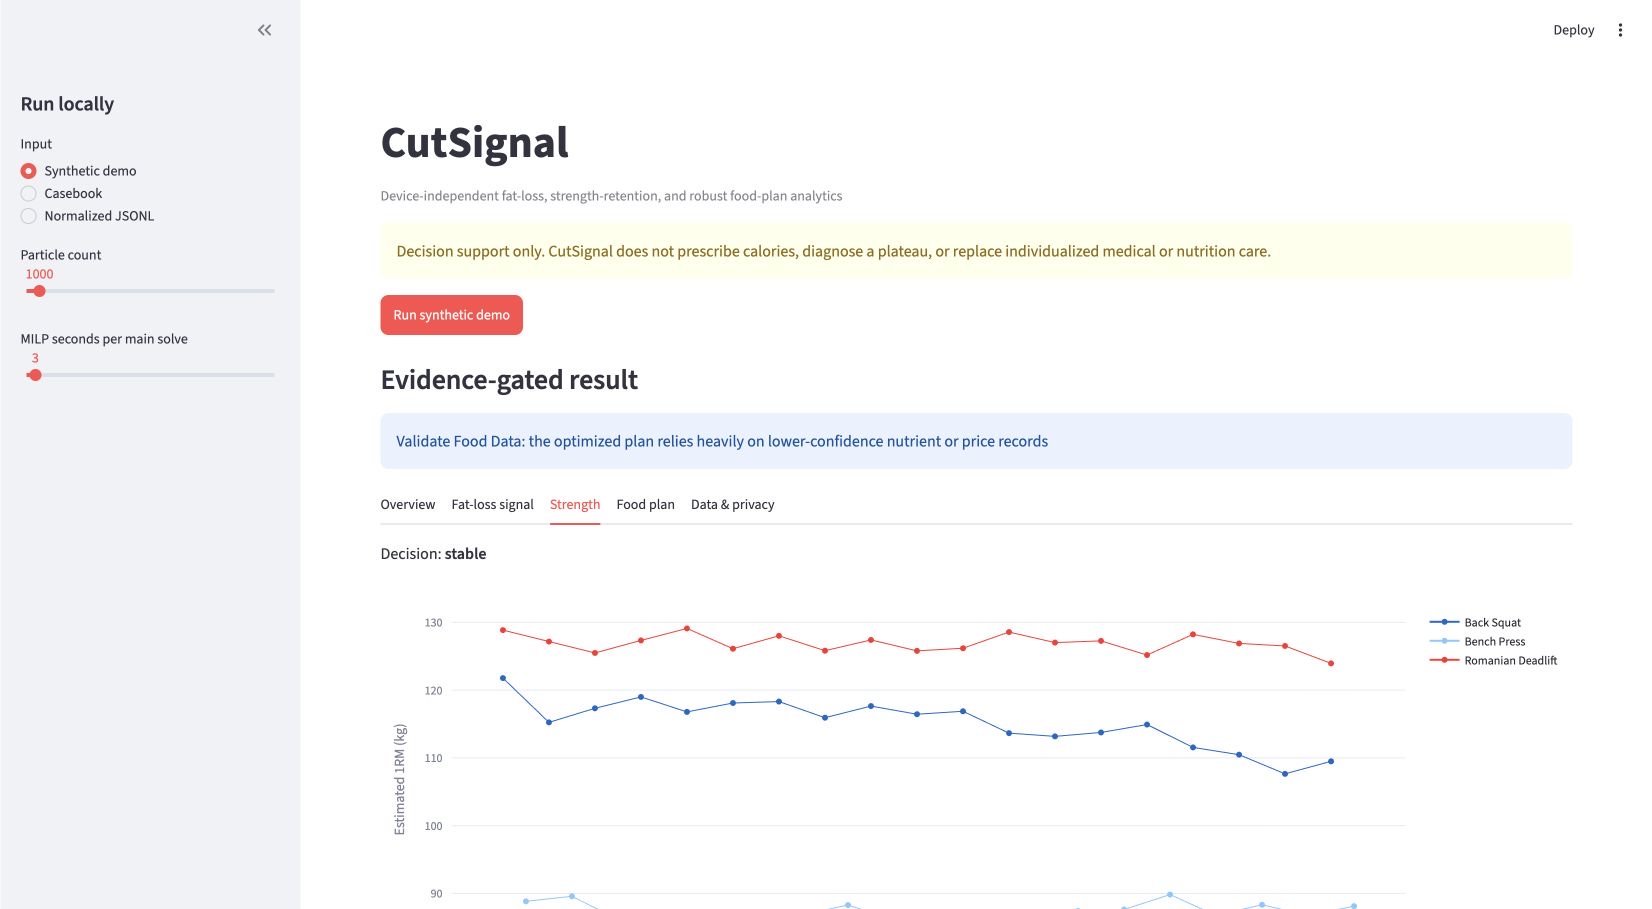 Deploy
Run locally
Input
Synthetic demo
Casebook
Normalized JSONL
Particle count
1000
MILP seconds per main solve
3
CutSignal
Device-independent fat-loss, strength-retention, and robust food-plan analytics
Decision support only. CutSignal does not prescribe calories, diagnose a plateau, or replace individualized medical or nutrition care.
Run synthetic demo
Evidence-gated result
Validate Food Data: the optimized plan relies heavily on lower-confidence nutrient or price records
Overview Fat-loss signal Strength Food plan Data & privacy
Decision: stable
Estimated 1RM (kg)
130
120
110
100
90
Back Squat
Bench Press
Romanian Deadlift